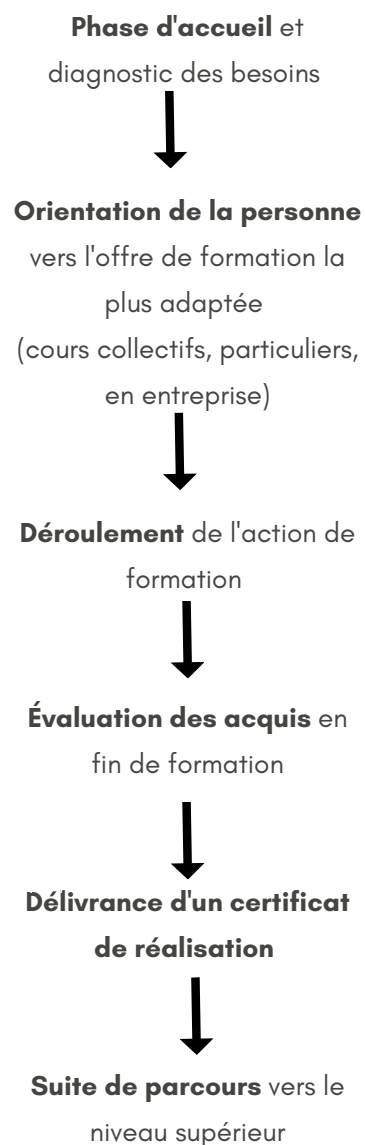 Phase d'accueil et
diagnostic des besoins
Orientation de la personne
vers l'offre de formation la
plus adaptée
(cours collectifs, particuliers,
en entreprise)
Déroulement de l'action de
formation
Évaluation des acquis en
fin de formation
Délivrance d'un certificat
de réalisation
Suite de parcours vers le
niveau supérieur